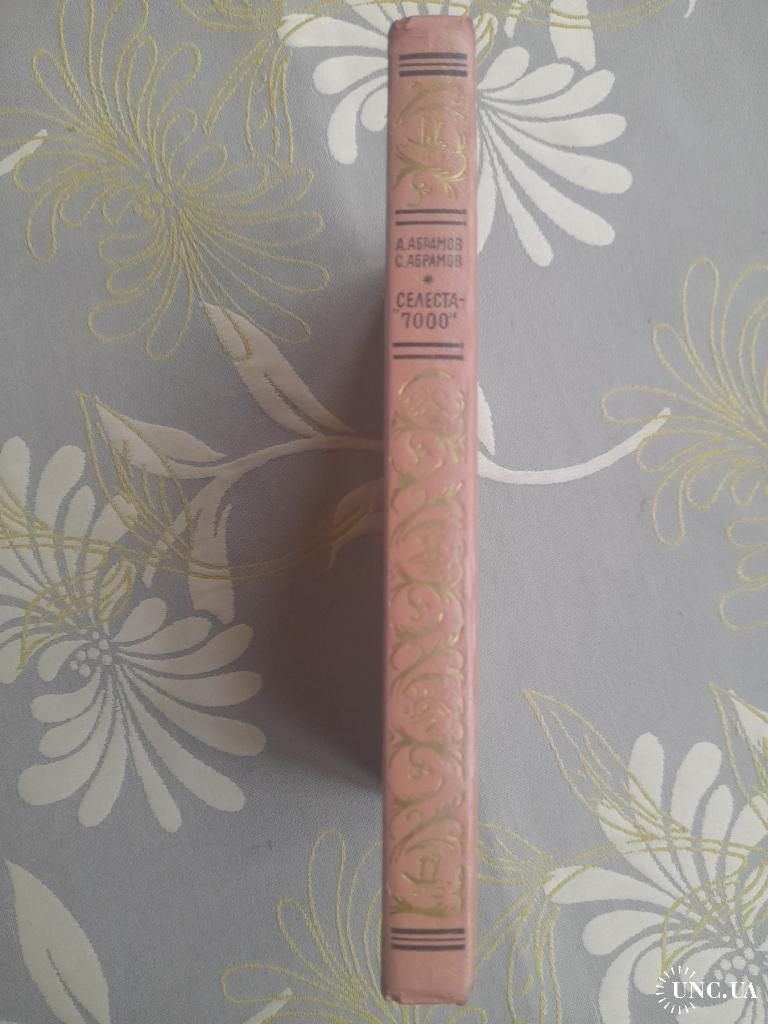 А.АБРАМОВ
С.АБРАМОВ
*
"СЕЛЕСТА-
7000"
UNC.UA